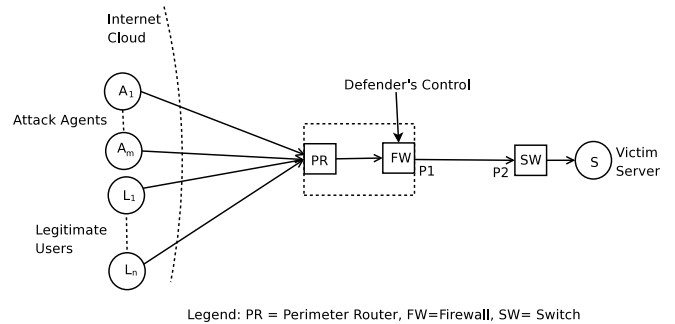 Internet
Cloud
Defender's Control
A1
Attack Agents
Am
PR
FW
SW
S
Victim
Server
P1
P2
L1
Legitimate
Users
Ln
Legend: PR = Perimeter Router, FW=Firewall, SW= Switch